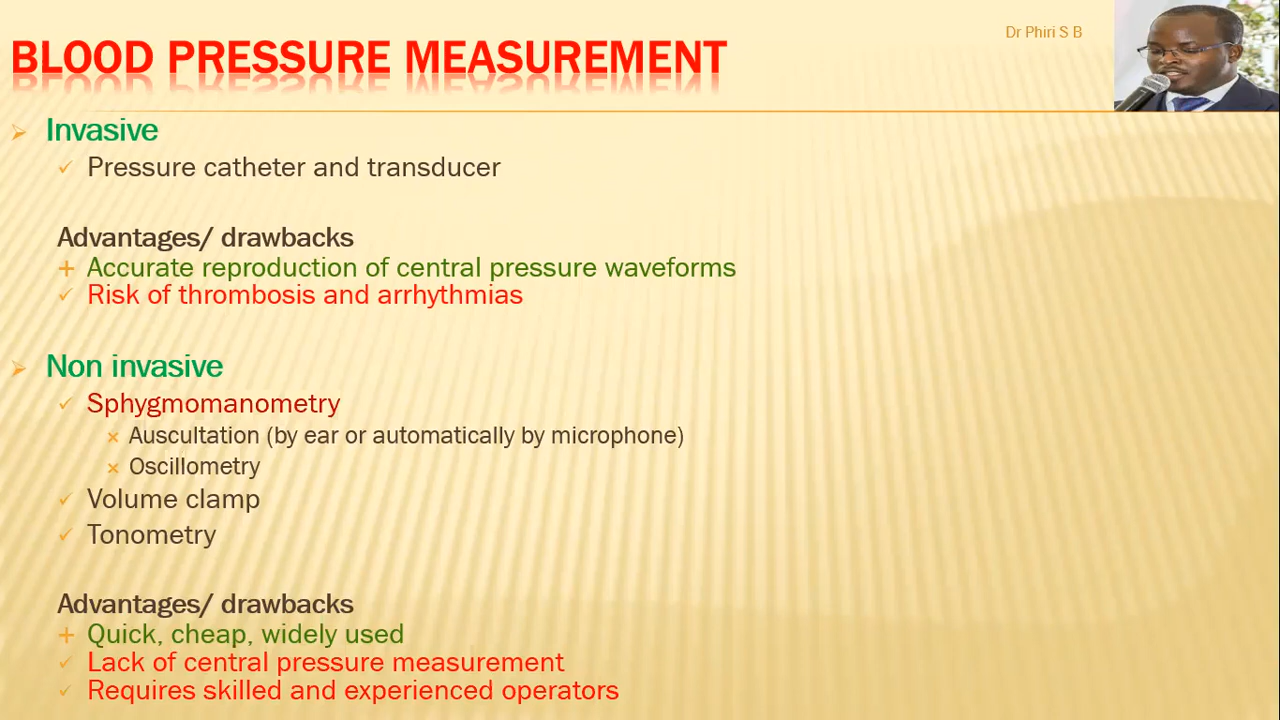 Dr Phiri S B
BLOOD PRESSURE MEASUREMENT
Invasive
Pressure catheter and transducer
Advantages/ drawbacks
Accurate reproduction of central pressure waveforms
Risk of thrombosis and arrhythmias
Non invasive
Sphygmomanometry
Auscultation (by ear or automatically by microphone)
Oscillometry
Volume clamp
Tonometry
Advantages/ drawbacks
Quick, cheap, widely used
Lack of central pressure measurement
Requires skilled and experienced operators